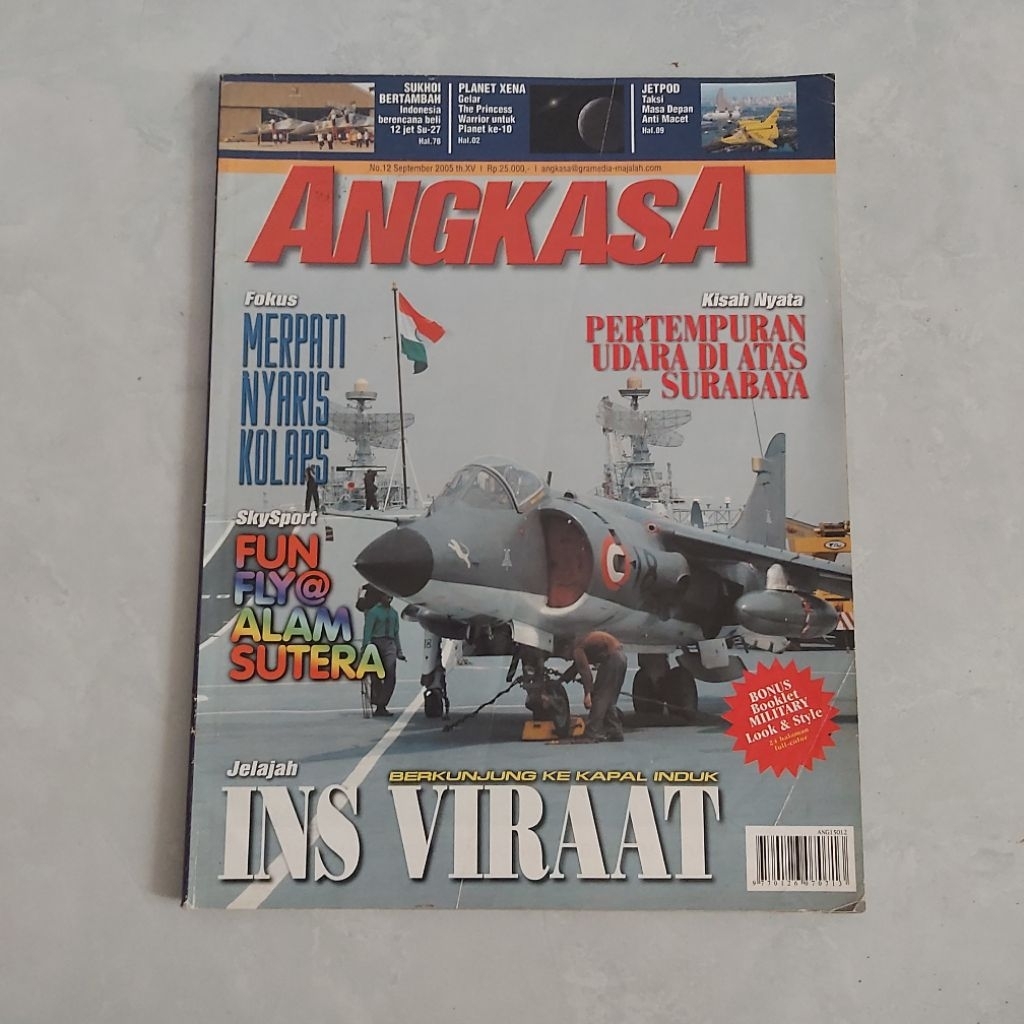 SUKHOI
BERTAMBAH
Indonesia
berencana beli
12 jet Su-27
Hal.76
PLANET XENA
Gelar
The Princess
Warrior untuk
Planet ke-10
Hal.02
JETPOD
Taksi
Masa Depan
Anti Macet
Hal.09
No.12 September 2005 th.XV I Rp.25.000,- I angkasa@gramedia-majalah.com
ANGKASA
Fokus
MERPATI
NYARIS
KOLAPS
Kisah Nyata
PERTEMPURAN
UDARA DI ATAS
SURABAYA
SkySport
FUN
FLY@
ALAM
SUTERA
BONUS
Booklet
MILITARY
Look & Style
full-color
Jelajah
BERKUNJUNG KE KAPAL INDUK
INS VIRAAT
ANG15012